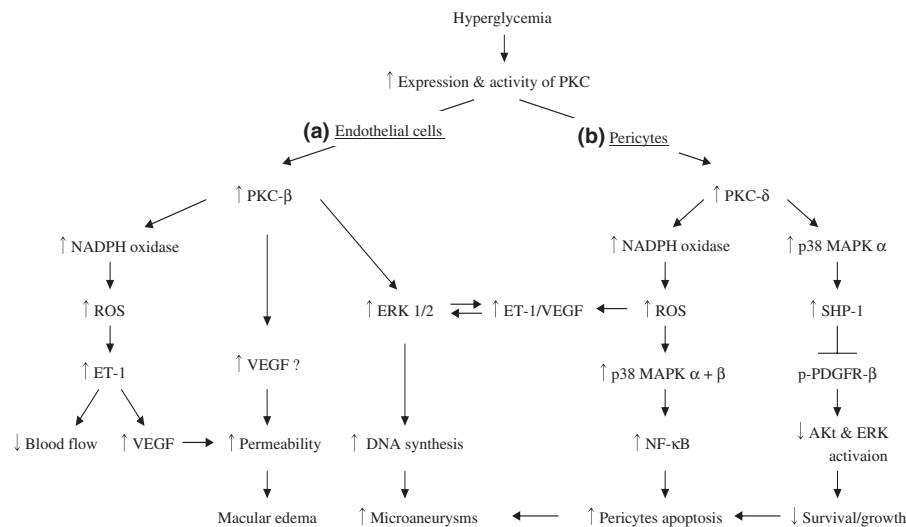 Hyperglycemia
↑ Expression & activity of PKC
(a) Endothelial cells
(b) Pericytes
↑ PKC-β
↑ PKC-δ
↑ NADPH oxidase
↑ NADPH oxidase
↑ p38 MAPK α
↑ ROS
↑ ERK 1/2
↑ ET-1/VEGF
↑ ROS
↑ SHP-1
↑ ET-1
↑ VEGF ?
↑ p38 MAPK α + β
p-PDGFR-β
↓ Blood flow
↑ VEGF
↑ Permeability
↑ DNA synthesis
↑ NF-κB
↓ AKt & ERK
activaion
Macular edema
↑ Microaneurysms
↑ Pericytes apoptosis
↓ Survival/growth